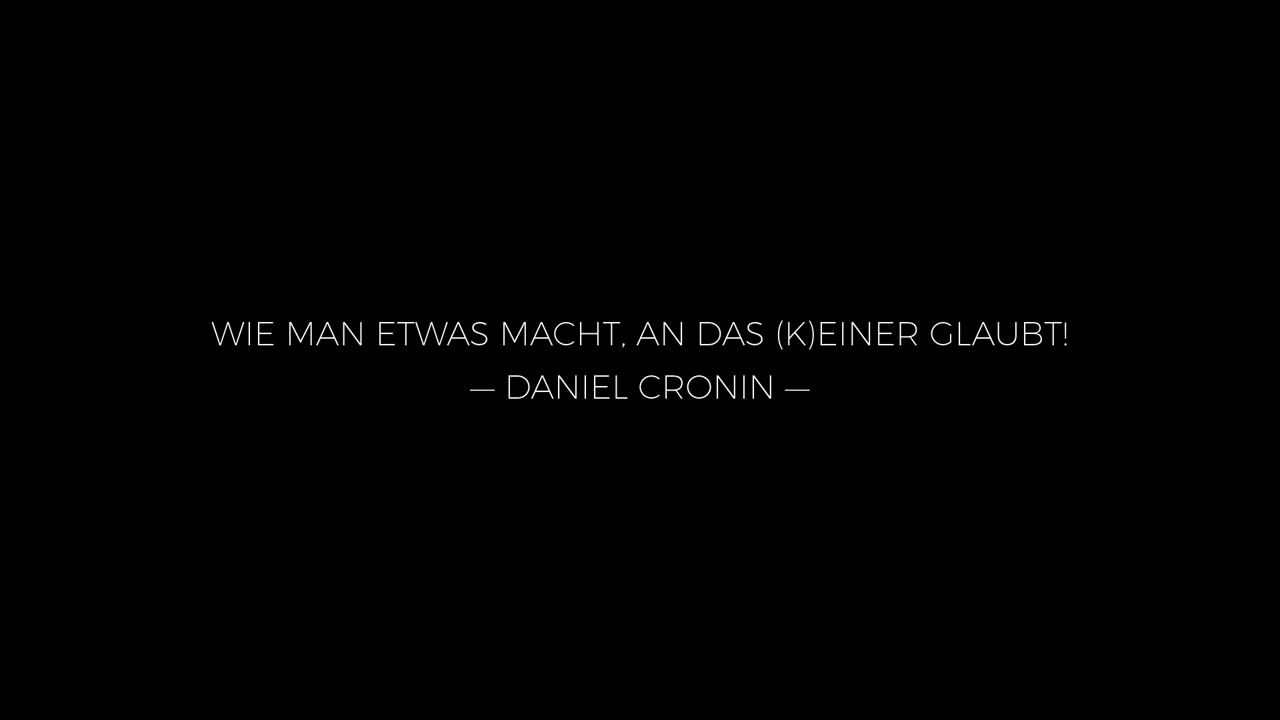 WIE MAN ETWAS MACHT, AN DAS (K)EINER GLAUBT!
— DANIEL CRONIN —